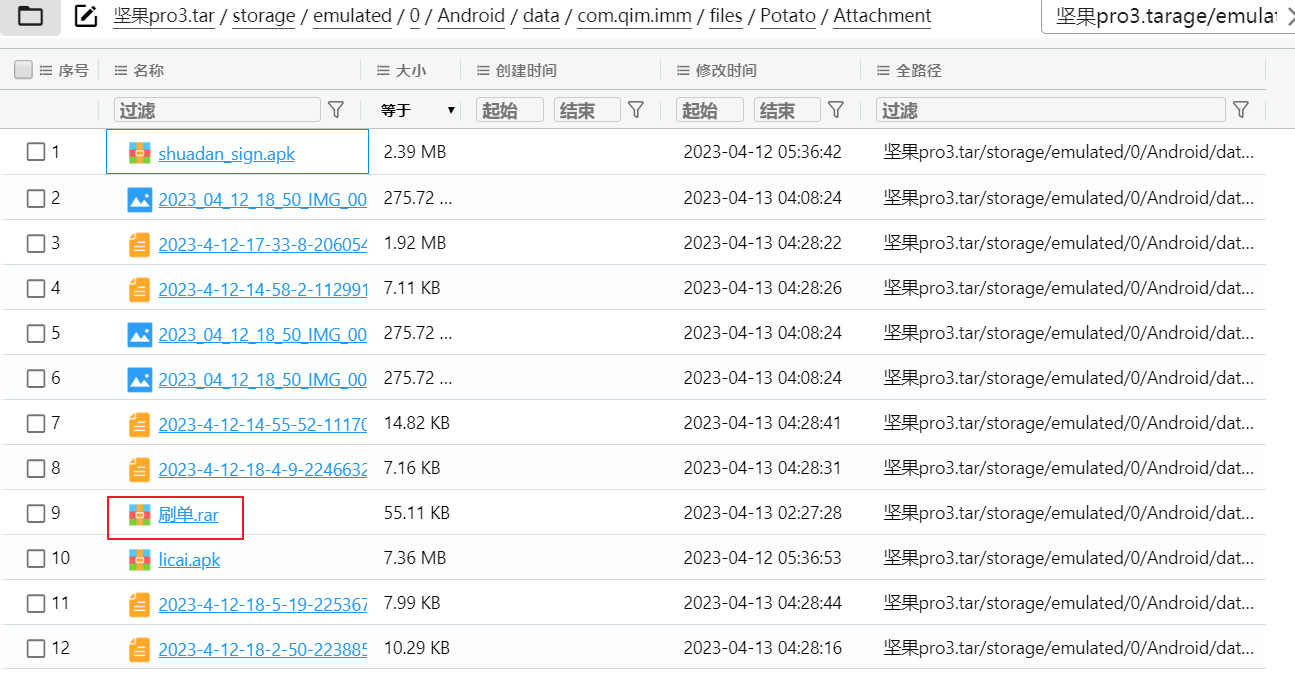 坚果pro3.tar / storage / emulated / 0 / Android / data / com.qim.imm / files / Potato / Attachment 坚果pro3.tarage/emulat
序号 名称 大小 创建时间 修改时间 全路径
过滤 等于 起始 结束 起始 结束 过滤
1 shuadan_sign.apk 2.39 MB 2023-04-12 05:36:42 坚果pro3.tar/storage/emulated/0/Android/dat...
2 2023_04_12_18_50_IMG_00 275.72 ... 2023-04-13 04:08:24 坚果pro3.tar/storage/emulated/0/Android/dat...
3 2023-4-12-17-33-8-206054 1.92 MB 2023-04-13 04:28:22 坚果pro3.tar/storage/emulated/0/Android/dat...
4 2023-4-12-14-58-2-112991 7.11 KB 2023-04-13 04:28:26 坚果pro3.tar/storage/emulated/0/Android/dat...
5 2023_04_12_18_50_IMG_00 275.72 ... 2023-04-13 04:08:24 坚果pro3.tar/storage/emulated/0/Android/dat...
6 2023_04_12_18_50_IMG_00 275.72 ... 2023-04-13 04:08:24 坚果pro3.tar/storage/emulated/0/Android/dat...
7 2023-4-12-14-55-52-11170 14.82 KB 2023-04-13 04:28:41 坚果pro3.tar/storage/emulated/0/Android/dat...
8 2023-4-12-18-4-9-2246632 7.16 KB 2023-04-13 04:28:31 坚果pro3.tar/storage/emulated/0/Android/dat...
9 刷单.rar 55.11 KB 2023-04-13 02:27:28 坚果pro3.tar/storage/emulated/0/Android/dat...
10 licai.apk 7.36 MB 2023-04-12 05:36:53 坚果pro3.tar/storage/emulated/0/Android/dat...
11 2023-4-12-18-5-19-225367 7.99 KB 2023-04-13 04:28:44 坚果pro3.tar/storage/emulated/0/Android/dat...
12 2023-4-12-18-2-50-223885 10.29 KB 2023-04-13 04:28:16 坚果pro3.tar/storage/emulated/0/Android/dat...